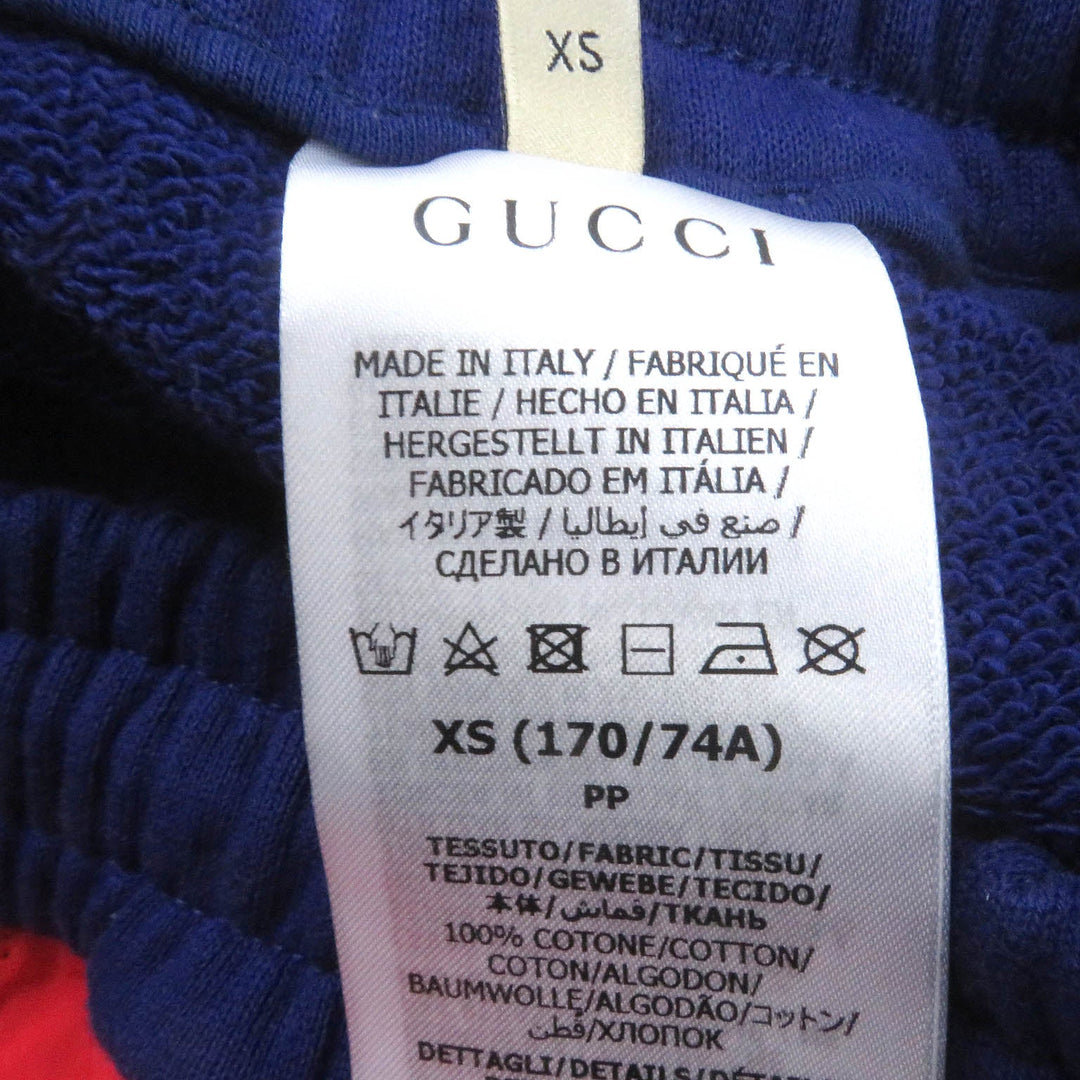 XS
GUCCI
MADE IN ITALY / FABRIQUÉ EN
ITALIE / HECHO EN ITALIA /
HERGESTELLT IN ITALIEN /
FABRICADO EM ITÁLIA /
イタリア製 / صنع في إيطاليا /
СДЕЛАНО В ИТАЛИИ
XS (170/74A)
PP
TESSUTO/FABRIC/TISSU/
TEJIDO/GEWEBE/TECIDO/
本体/قماش/ТКАНЬ
100% COTONE/COTTON/
COTON/ALGODON/
BAUMWOLLE/ALGODÃO/コットン/
قطن/ХЛОПОК
DETTAGLI/DETAILS/DÉTAILS/